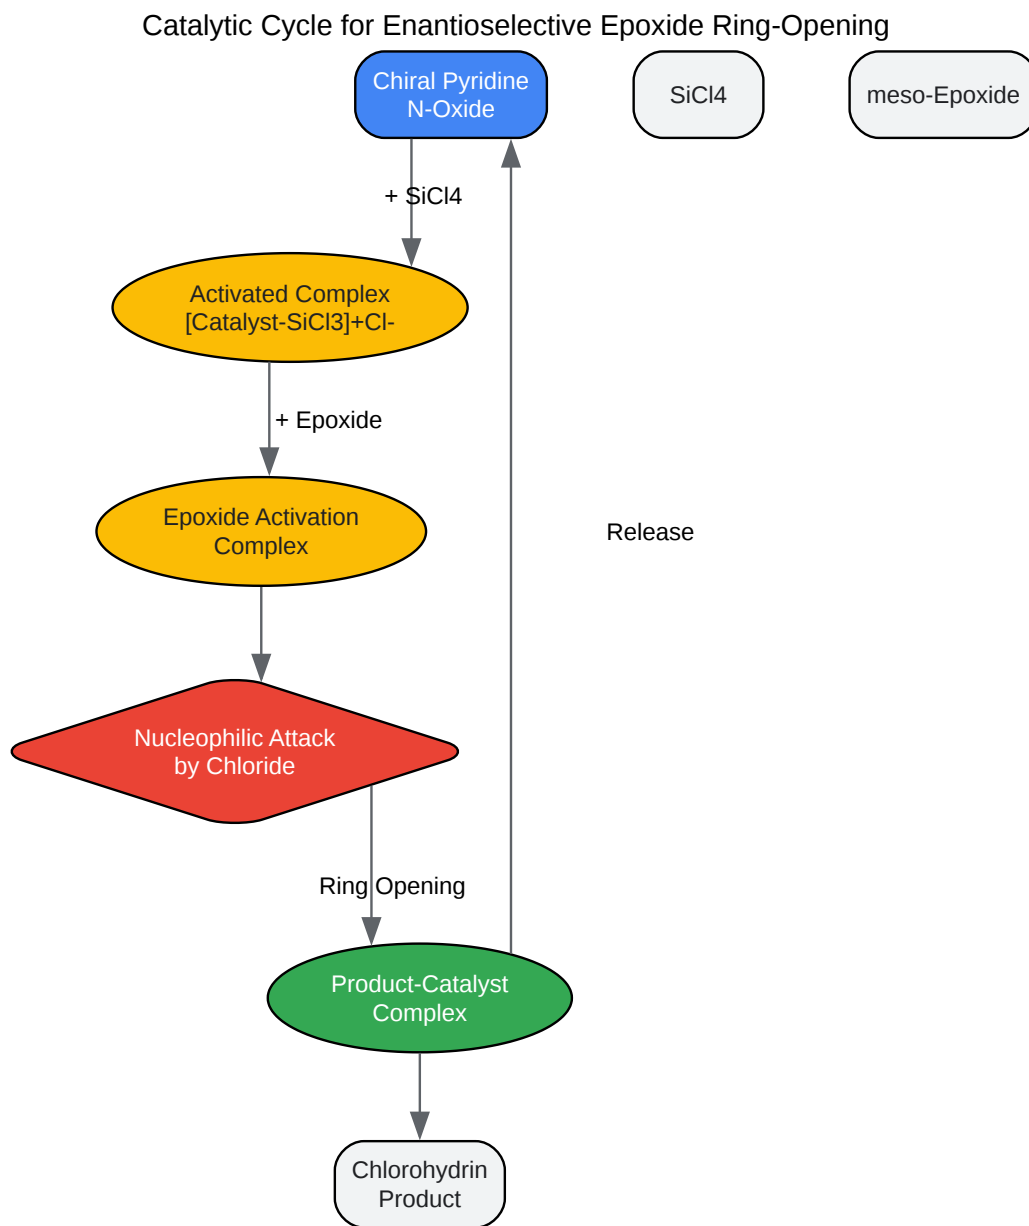 Catalytic Cycle for Enantioselective Epoxide Ring-Opening
Chiral Pyridine
N-Oxide
SiCl4
meso-Epoxide
+ SiCl4
Activated Complex
[Catalyst-SiCl3]+Cl-
+ Epoxide
Epoxide Activation
Complex
Release
Nucleophilic Attack
by Chloride
Ring Opening
Product-Catalyst
Complex
Chlorohydrin
Product